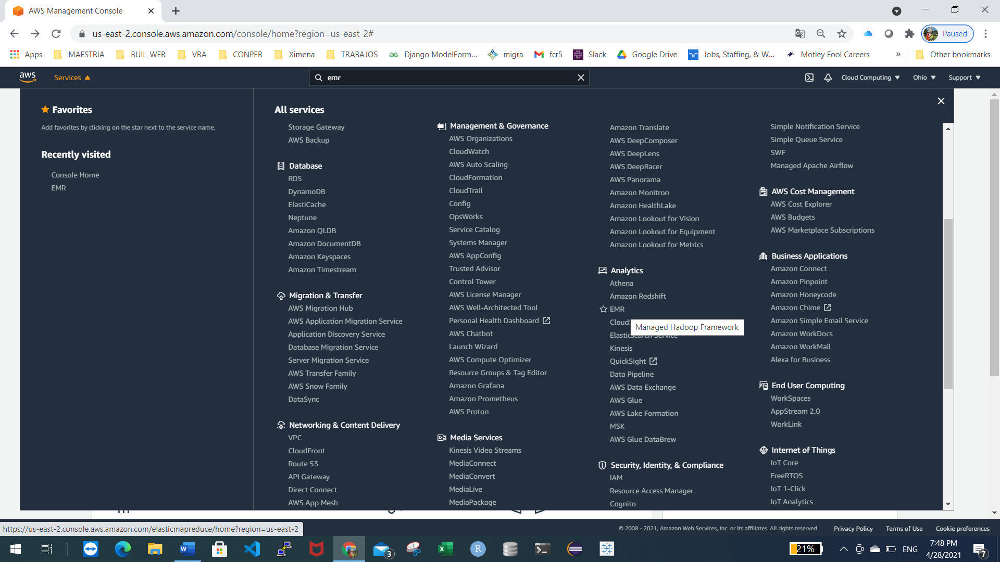 AWS Management Console
us-east-2.console.aws.amazon.com/console/home?region=us-east-2#
Paused
Apps
MAESTRIA
BUIL_WEB
VBA
CONPER
Ximena
TRABAJOS
Django ModelForm...
migra
fcr5
Slack
Google Drive
Jobs, Staffing, & W...
Motley Fool Careers
»
Other bookmarks
aws
Services
emr
Cloud Computing
Ohio
Support
Favorites
Add favorites by clicking on the star next to the service name.
Recently visited
Console Home
EMR
All services
Storage Gateway
AWS Backup
Database
RDS
DynamoDB
ElastiCache
Neptune
Amazon QLDB
Amazon DocumentDB
Amazon Keyspaces
Amazon Timestream
Migration & Transfer
AWS Migration Hub
AWS Application Migration Service
Application Discovery Service
Database Migration Service
Server Migration Service
AWS Transfer Family
AWS Snow Family
DataSync
Networking & Content Delivery
VPC
CloudFront
Route 53
API Gateway
Direct Connect
AWS App Mesh
Management & Governance
AWS Organizations
CloudWatch
AWS Auto Scaling
CloudFormation
CloudTrail
Config
OpsWorks
Service Catalog
Systems Manager
AWS AppConfig
Trusted Advisor
Control Tower
AWS License Manager
AWS Well-Architected Tool
Personal Health Dashboard
AWS Chatbot
Launch Wizard
AWS Compute Optimizer
Resource Groups & Tag Editor
Amazon Grafana
Amazon Prometheus
AWS Proton
Media Services
Kinesis Video Streams
MediaConnect
MediaConvert
MediaLive
MediaPackage
Amazon Translate
AWS DeepComposer
AWS DeepLens
AWS DeepRacer
AWS Panorama
Amazon Monitron
Amazon HealthLake
Amazon Lookout for Vision
Amazon Lookout for Equipment
Amazon Lookout for Metrics
Analytics
Athena
Amazon Redshift
EMR
Managed Hadoop Framework
Elasticsearch Service
Kinesis
QuickSight
Data Pipeline
AWS Data Exchange
AWS Glue
AWS Lake Formation
MSK
AWS Glue DataBrew
Security, Identity, & Compliance
IAM
Resource Access Manager
Cognito
Simple Notification Service
Simple Queue Service
SWF
Managed Apache Airflow
AWS Cost Management
AWS Cost Explorer
AWS Budgets
AWS Marketplace Subscriptions
Business Applications
Amazon Connect
Amazon Pinpoint
Amazon Honeycode
Amazon Chime
Amazon Simple Email Service
Amazon WorkDocs
Amazon WorkMail
Alexa for Business
End User Computing
WorkSpaces
AppStream 2.0
WorkLink
Internet of Things
IoT Core
FreeRTOS
IoT 1-Click
IoT Analytics
https://us-east-2.console.aws.amazon.com/elasticmapreduce/home?region=us-east-2
© 2008 - 2021, Amazon Web Services, Inc. or its affiliates. All rights reserved.
Privacy Policy
Terms of Use
Cookie preferences
3
21%
ENG
7:48 PM
4/28/2021
7